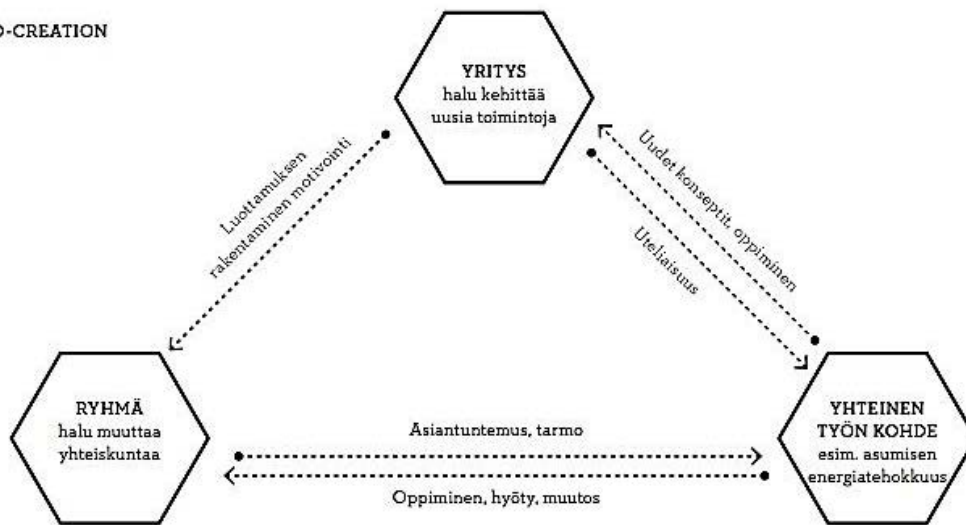 O-CREATION
YRITYS
halu kehittää
uusia toimintoja
Luottamuksen
rakentaminen motivointi
Uudet konseptit, oppiminen
Uteliaisuus
RYHMÄ
halu muuttaa
yhteiskuntaa
Asiantuntemus, tarmo
Oppiminen, hyöty, muutos
YHTEINEN
TYÖN KOHDE
esim. asumisen
energiatehokkuus